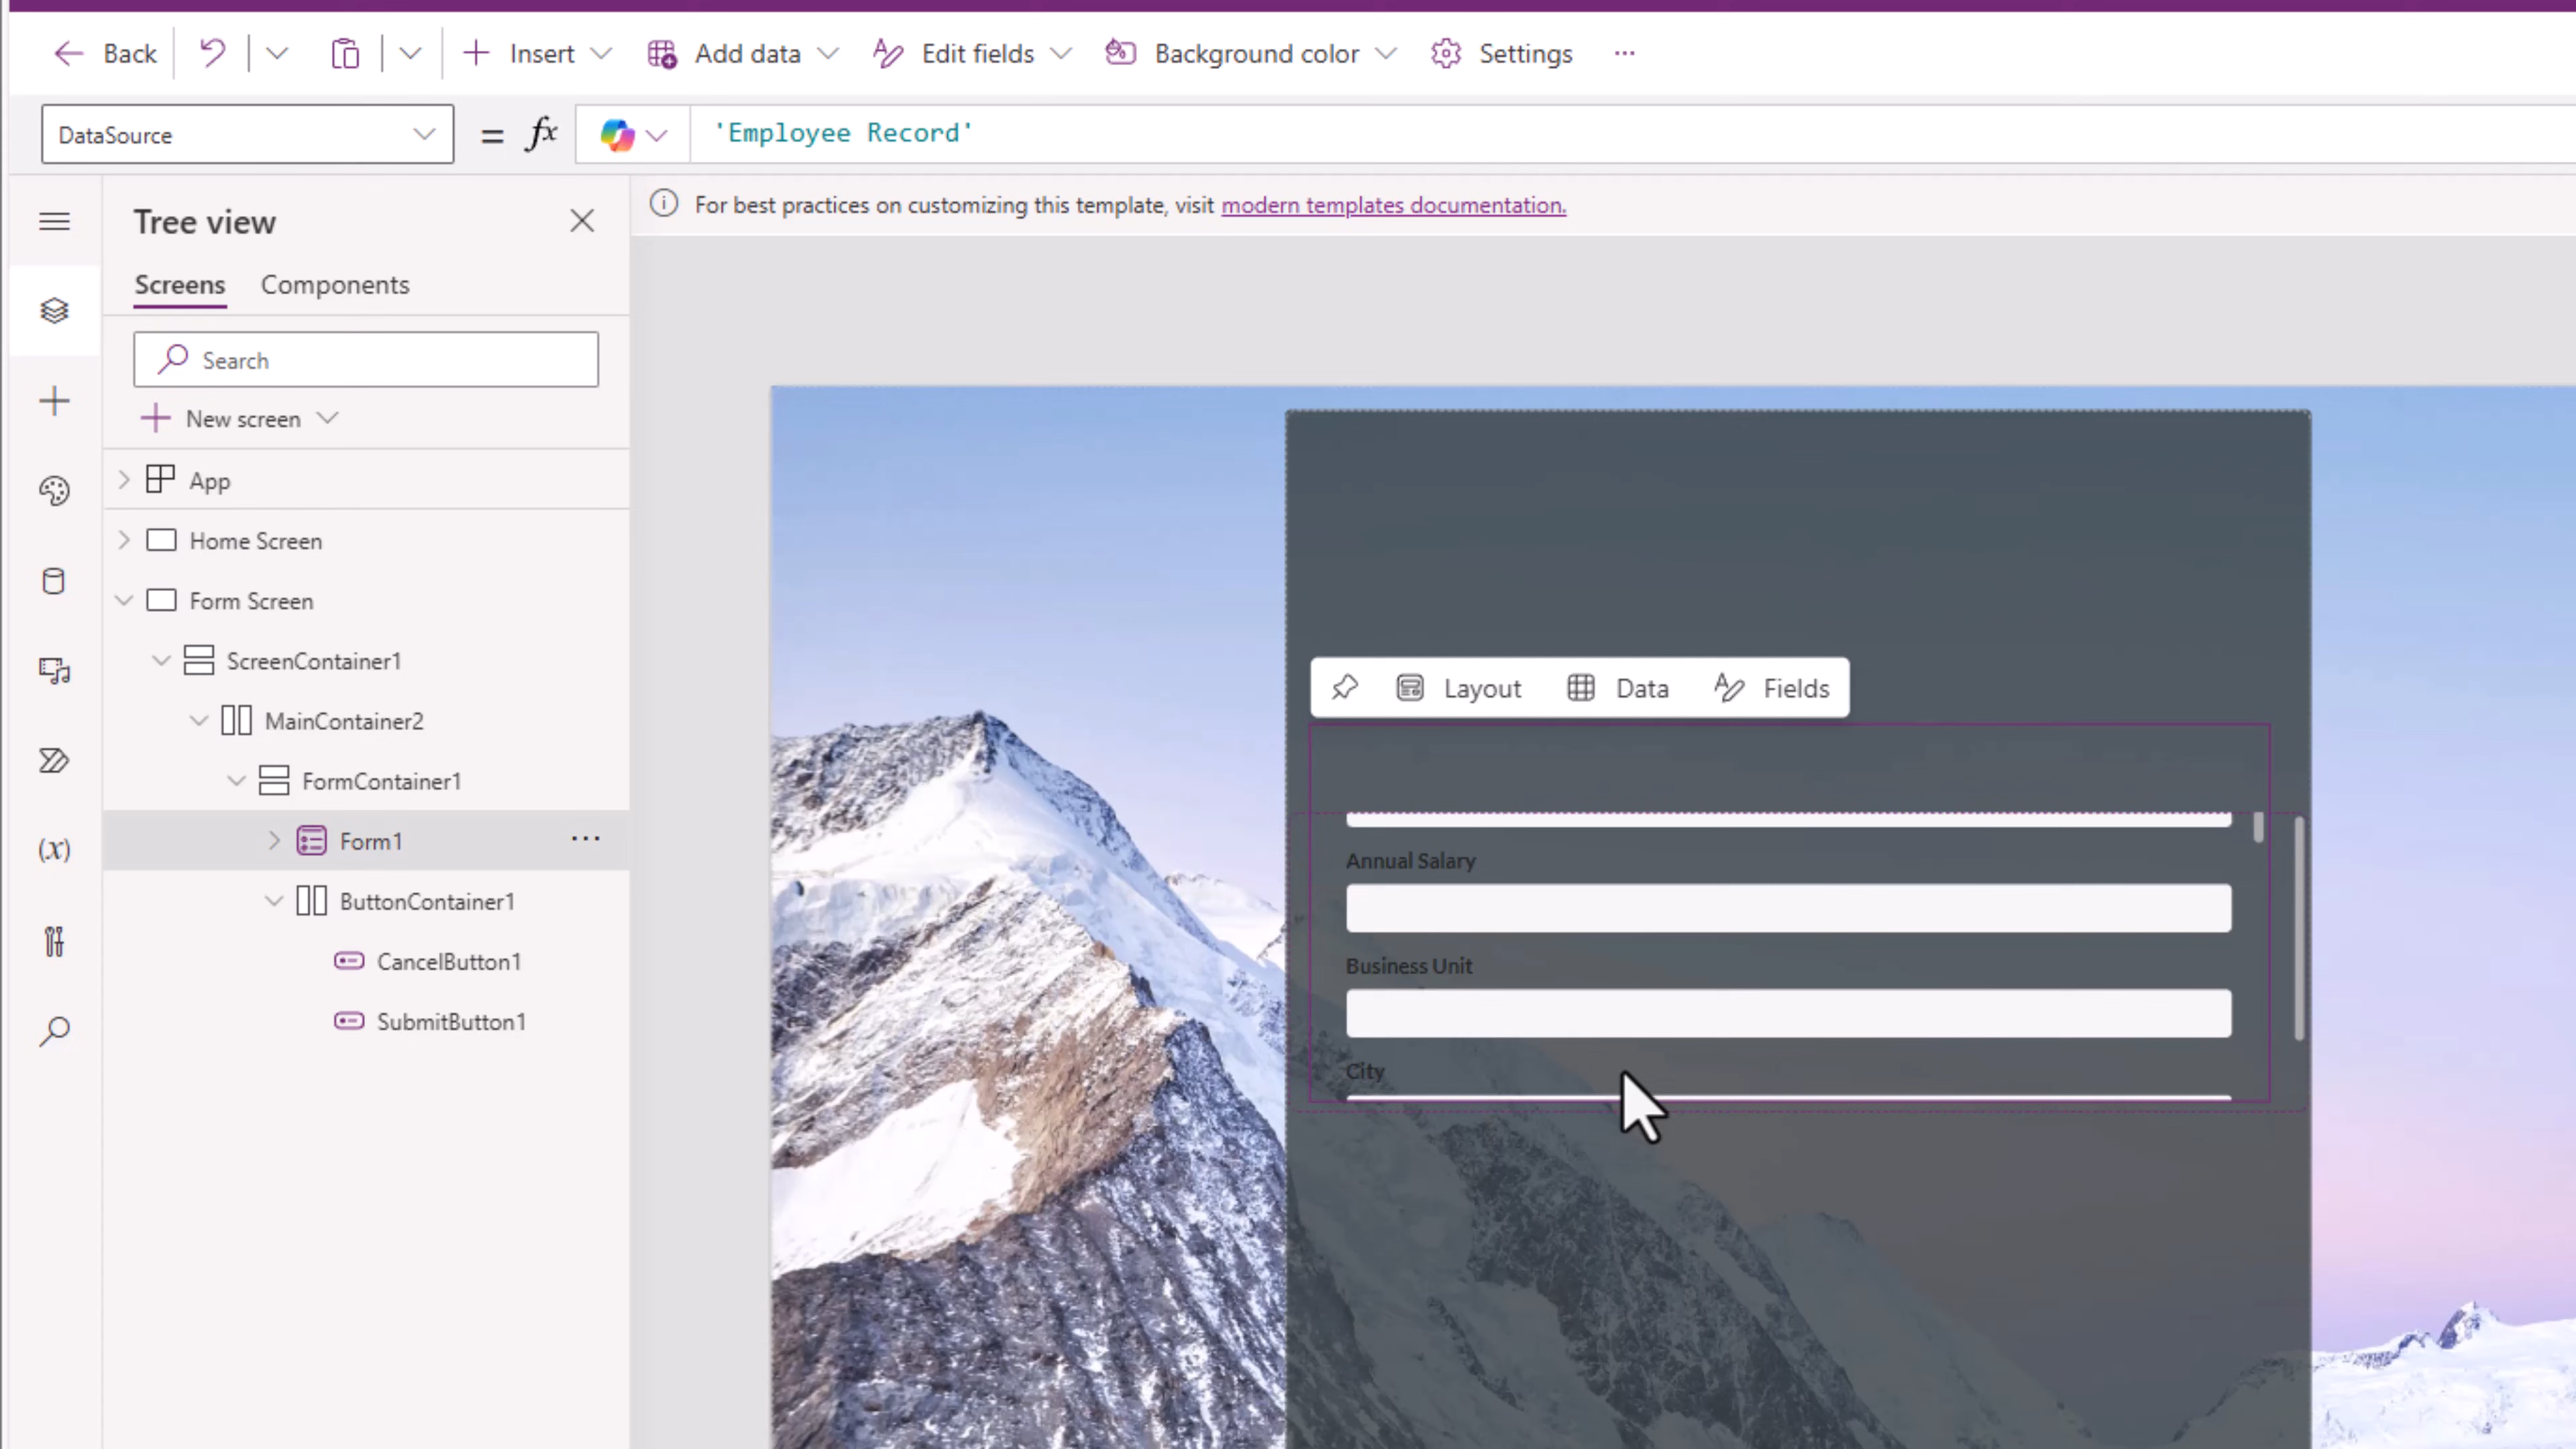 Back
Insert
Add data
Edit fields
Background color
Settings
...
DataSource
= fx
'Employee Record'
Tree view
For best practices on customizing this template, visit modern templates documentation.
Screens
Components
Search
New screen
App
Home Screen
Form Screen
ScreenContainer1
MainContainer2
FormContainer1
Form1
...
ButtonContainer1
CancelButton1
SubmitButton1
(x)
Layout
Data
Fields
Annual Salary
Business Unit
City